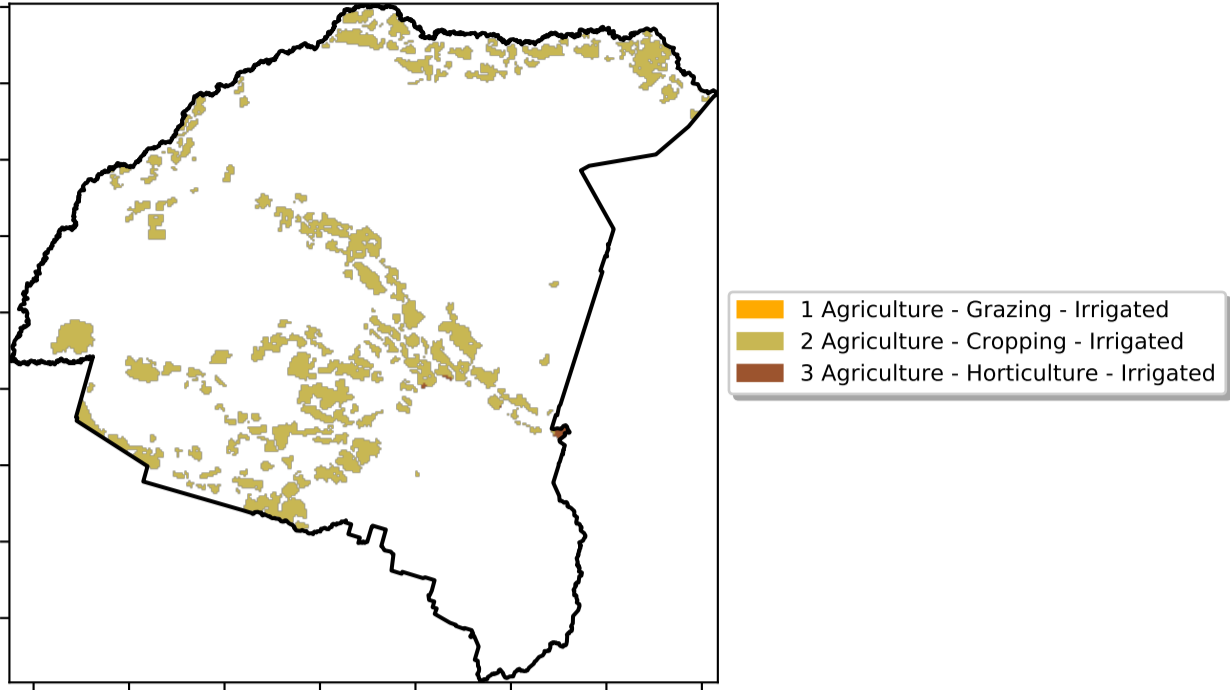 1 Agriculture - Grazing - Irrigated
2 Agriculture - Cropping - Irrigated
3 Agriculture - Horticulture - Irrigated